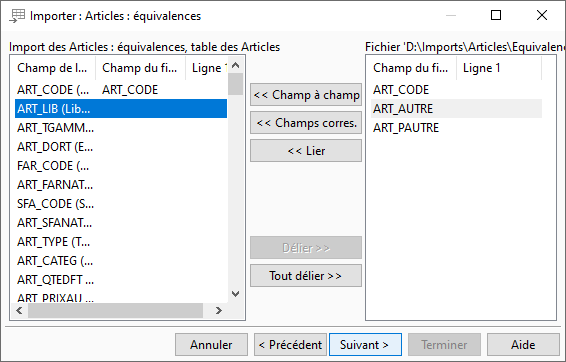 Importer : Articles : équivalences
Import des Articles : équivalences, table des Articles
Fichier 'D:\Imports\Articles\Equivalenc
Champ de l... Champ du fi... Ligne 1
ART_CODE (... ART_CODE
ART_LIB (Lib...
ART_TGAMM...
ART_DORT (E...
FAR_CODE (...
ART_FARNAT...
SFA_CODE (S...
ART_SFANAT...
ART_TYPE (T...
ART_CATEG (...
ART_QTEDFT ...
ART_PRIXAU ...
<< Champ à champ
<< Champs corres.
<< Lier
Délier >>
Tout délier >>
Champ du fi... Ligne 1
ART_CODE
ART_AUTRE
ART_PAUTRE
Annuler
< Précédent
Suivant >
Terminer
Aide